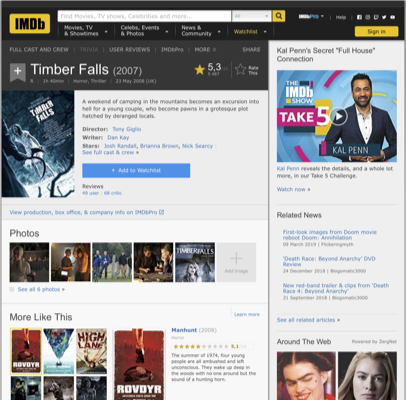 IMDb
Find Movies, TV shows, Celebrities and more...
All
IMDbPro
Help
Movies, TV
& Showtimes
Celebs, Events
& Photos
News &
Community
Watchlist
Sign in
FULL CAST AND CREW | TRIVIA | USER REVIEWS | IMDbPro | MORE
SHARE
+
Timber Falls (2007)
5,3
Rate
This
R | 1h 40min | Horror, Thriller | 23 May 2008 (UK)
TIMBER
FALLS
A weekend of camping in the mountains becomes an excursion into
hell for a young couple, who become pawns in a grotesque plot
hatched by deranged locals.
Director: Tony Giglio
Writer: Dan Kay
Stars: Josh Randall, Brianna Brown, Nick Searcy |
See full cast & crew »
+ Add to Watchlist
Reviews
49 user | 66 critic
View production, box office, & company info on IMDbPro
Photos
TIMBERFALLS
+
Add Image
See all 6 photos »
More Like This
Learn more
ROVDYR
HIGH
LANE
ROVDYR
ROVDYR
Manhunt (2008)
Horror
5,1
The summer of 1974, four young
people are all ambushed and left
unconscious. They wake up deep in
the woods with no one around but the
sound of a hunting horn.
Kal Penn's Secret "Full House"
Connection
THE
IMDb
SHOW
TAKE 5
KAL PENN
Kal Penn reveals the details, and a whole lot
more, in our Take 5 Challenge.
Watch now »
Related News
First-look images from Doom movie
reboot Doom: Annihilation
09 March 2019 | Flickeringmyth
'Death Race: Beyond Anarchy' DVD
Review
24 December 2018 | Blogomatic3000
New red-band trailer & clips from 'Death
Race 4: Beyond Anarchy'
21 September 2018 | Blogomatic3000
See all related articles »
Around The Web
Powered by ZergNet